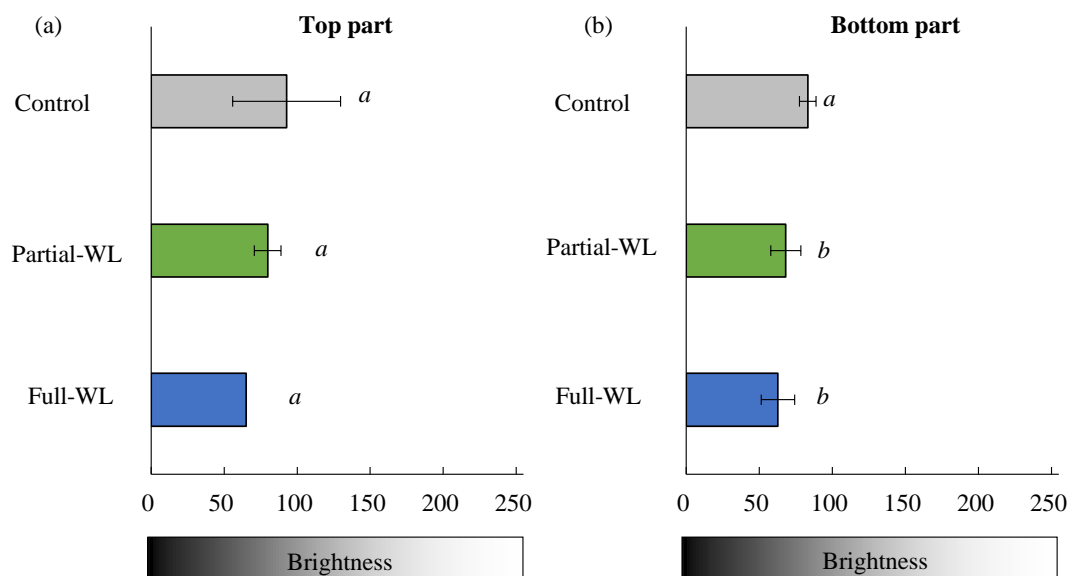 (a) Top part
Control
a
Partial-WL
a
Full-WL
a
0 50 100 150 200 250
Brightness
(b) Bottom part
Control
a
Partial-WL
b
Full-WL
b
0 50 100 150 200 250
Brightness